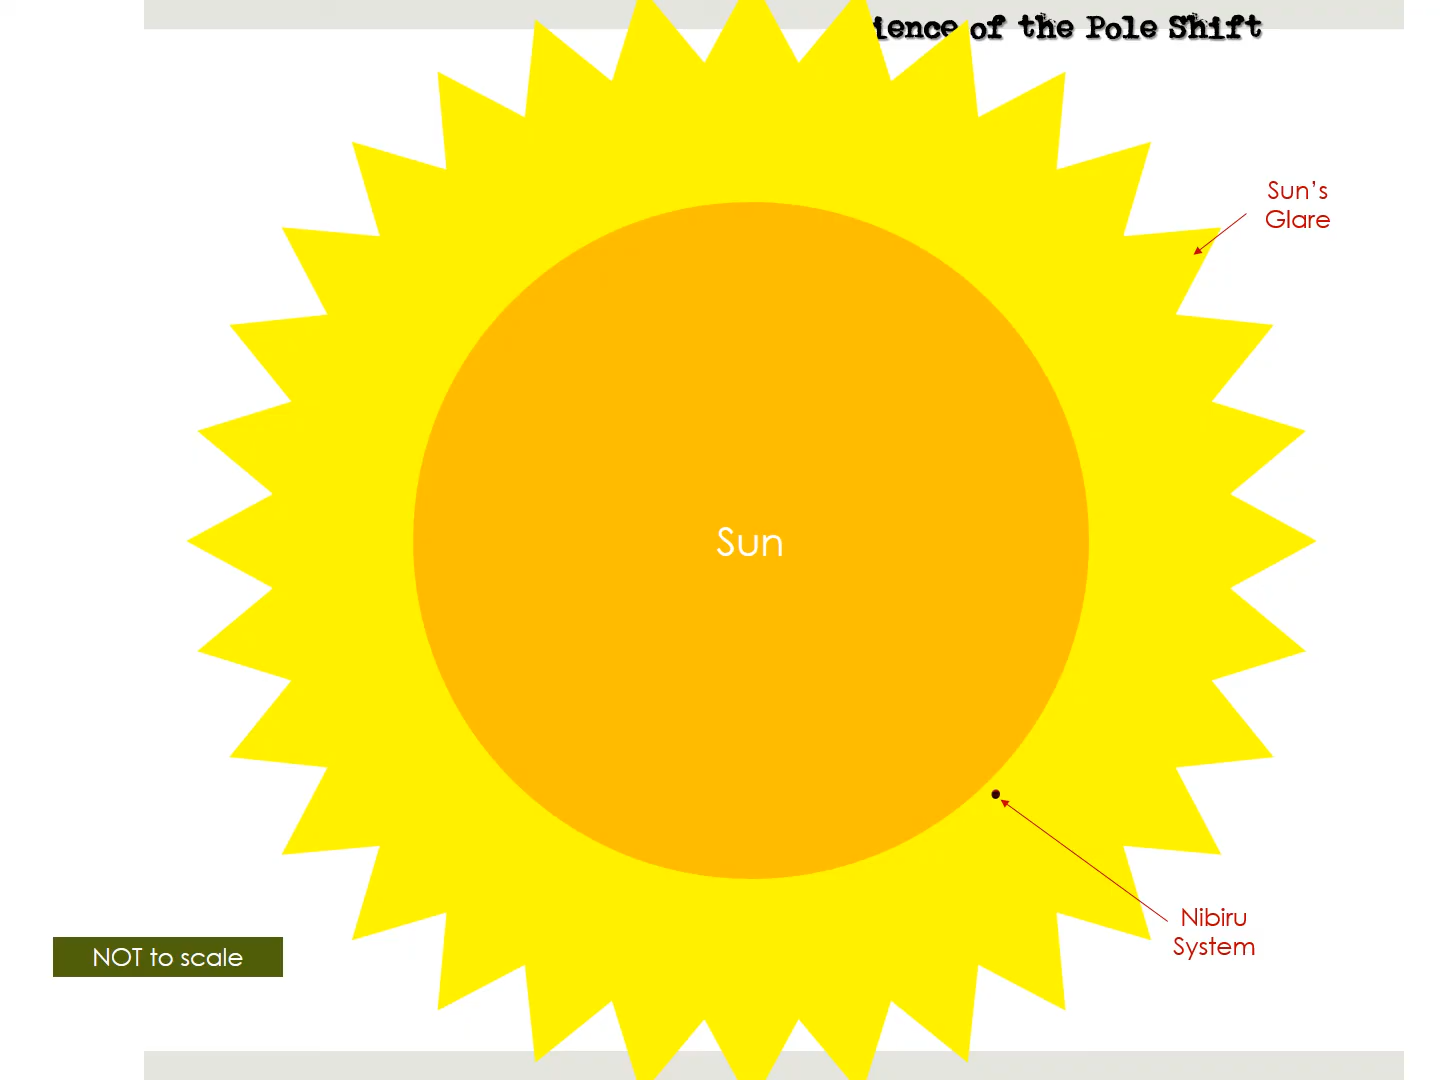 ience of the Pole Shift
Sun’s
Glare
Sun
Nibiru
System
NOT to scale